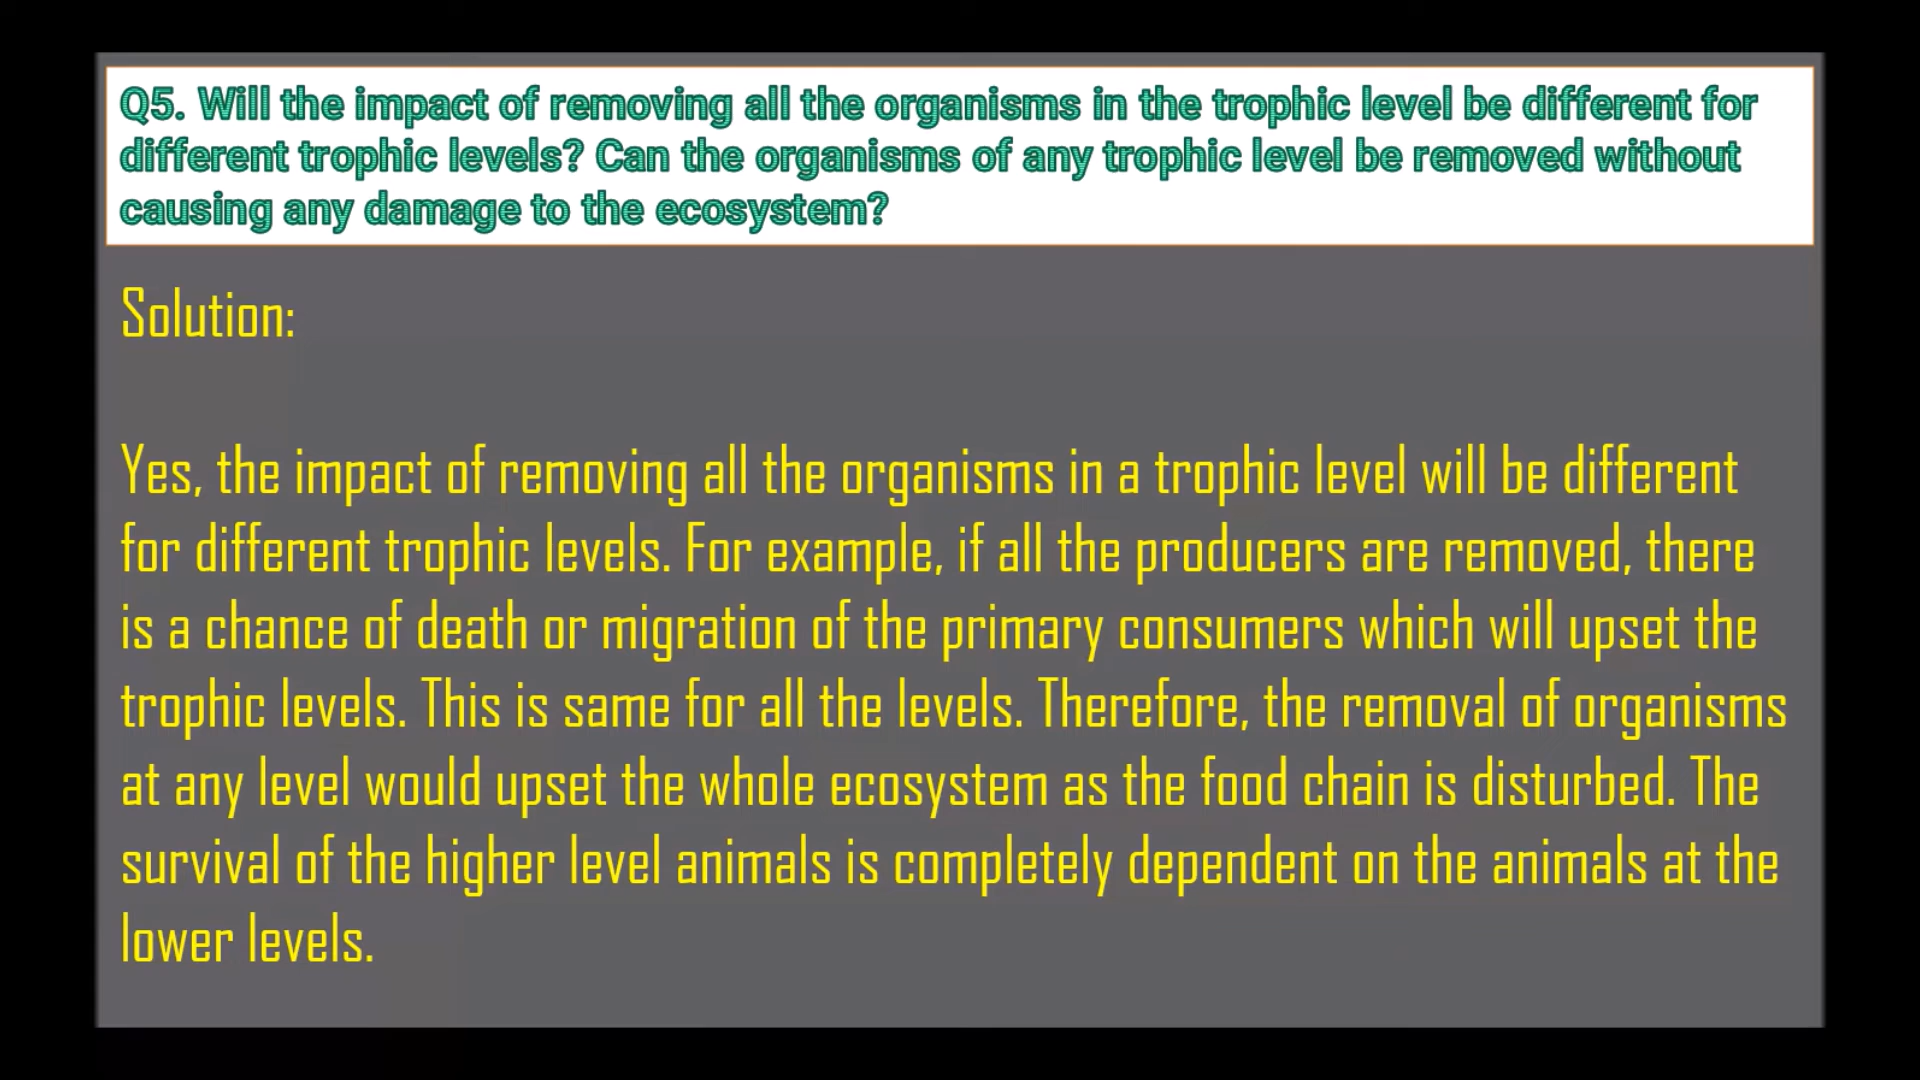 Q5. Will the impact of removing all the organisms in the trophic level be different for
different trophic levels? Can the organisms of any trophic level be removed without
causing any damage to the ecosystem?
Solution:
Yes, the impact of removing all the organisms in a trophic level will be different
for different trophic levels. For example, if all the producers are removed, there
is a chance of death or migration of the primary consumers which will upset the
trophic levels. This is same for all the levels. Therefore, the removal of organisms
at any level would upset the whole ecosystem as the food chain is disturbed. The
survival of the higher level animals is completely dependent on the animals at the
lower levels.